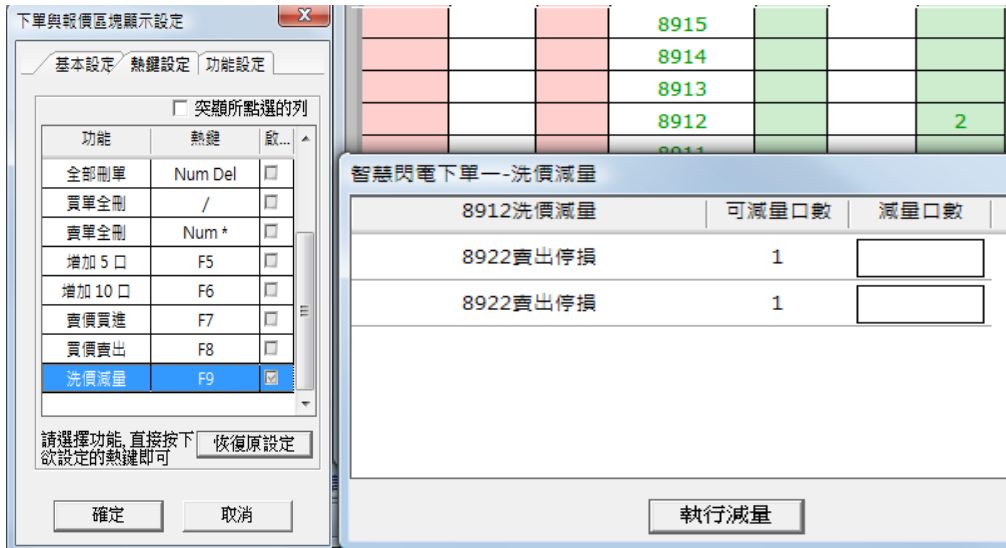 下單與報價區塊顯示設定
基本設定 熱鍵設定 功能設定
突顯所點選的列
功能 熱鍵 啟...
全部刪單 Num Del
買單全刪 /
賣單全刪 Num *
增加 5 口 F5
增加 10 口 F6
賣價買進 F7
買價賣出 F8
洗價減量 F9
請選擇功能, 直接按下
欲設定的熱鍵即可
恢復原設定
確定 取消
8915
8914
8913
8912 2
8911
智慧閃電下單一-洗價減量
8912洗價減量 可減量口數 減量口數
8922賣出停損 1
8922賣出停損 1
執行減量